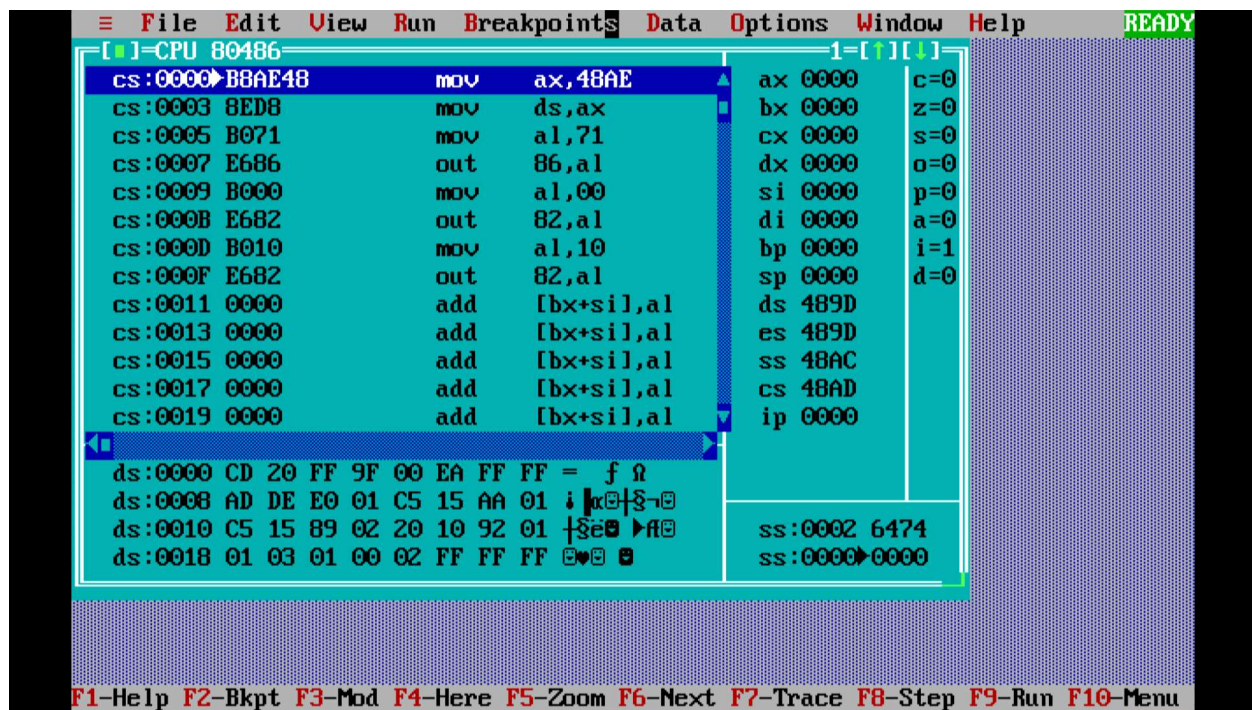 ≡ File Edit View Run Breakpoints Data Options Window Help READY
[■]=CPU 80486 1=[↑][↓]
cs:0000►B8AE48 mov ax,48AE ax 0000 c=0
cs:0003 8ED8 mov ds,ax bx 0000 z=0
cs:0005 B071 mov al,71 cx 0000 s=0
cs:0007 E686 out 86,al dx 0000 o=0
cs:0009 B000 mov al,00 si 0000 p=0
cs:000B E682 out 82,al di 0000 a=0
cs:000D B010 mov al,10 bp 0000 i=1
cs:000F E682 out 82,al sp 0000 d=0
cs:0011 0000 add [bx+si],al ds 489D
cs:0013 0000 add [bx+si],al es 489D
cs:0015 0000 add [bx+si],al ss 48AC
cs:0017 0000 add [bx+si],al cs 48AD
cs:0019 0000 add [bx+si],al ip 0000
ds:0000 CD 20 FF 9F 00 EA FF FF = ƒ Ω
ds:0008 AD DE E0 01 C5 15 AA 01 ¡▐α☺┼§¬☺
ds:0010 C5 15 89 02 20 10 92 01 ┼§ë☻ ►Æ☺ ss:0002 6474
ds:0018 01 03 01 00 02 FF FF FF ☺♥☺ ☻ ss:0000►0000
F1-Help F2-Bkpt F3-Mod F4-Here F5-Zoom F6-Next F7-Trace F8-Step F9-Run F10-Menu